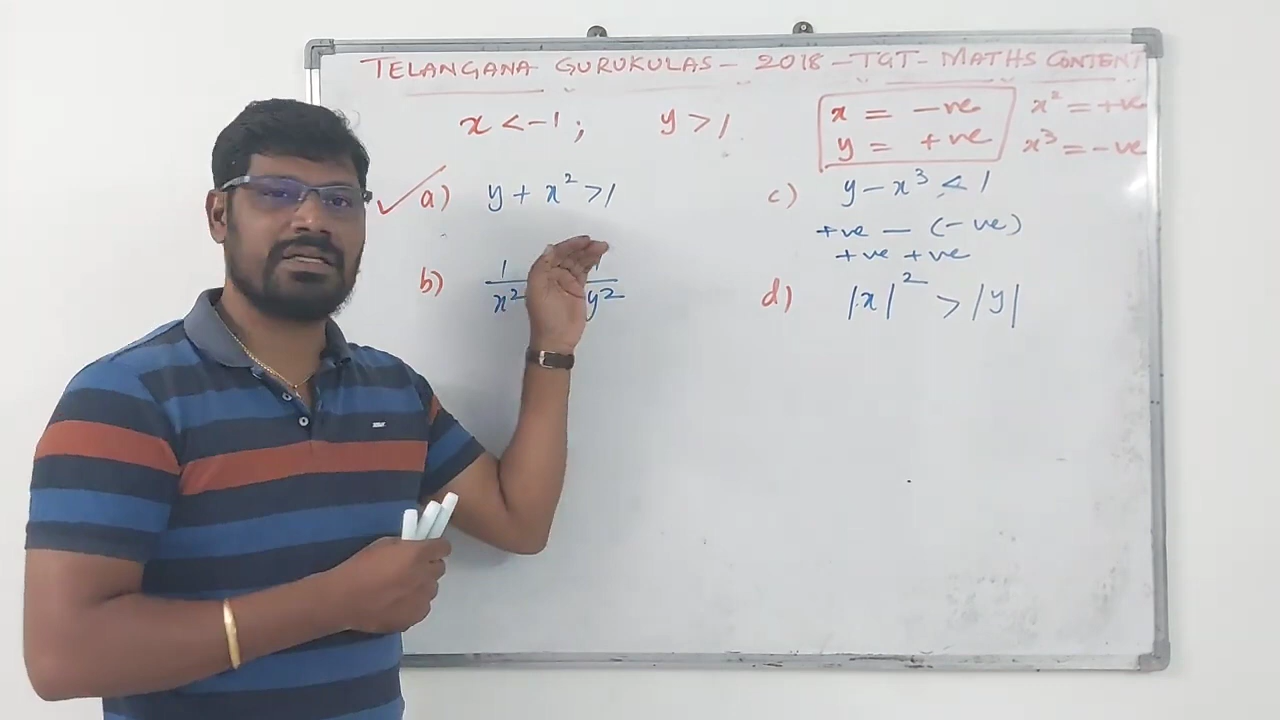 TELANGANA GURUKULAS - 2018 - TGT - MATHS CONTENT
x < -1 ; y > 1
x = -ve
y = +ve
x² = +ve
x³ = -ve
a) y + x² > 1
b) 1/x² 1/y²
c) y - x³ < 1
+ve - (-ve)
+ve +ve
d) |x|² > |y|